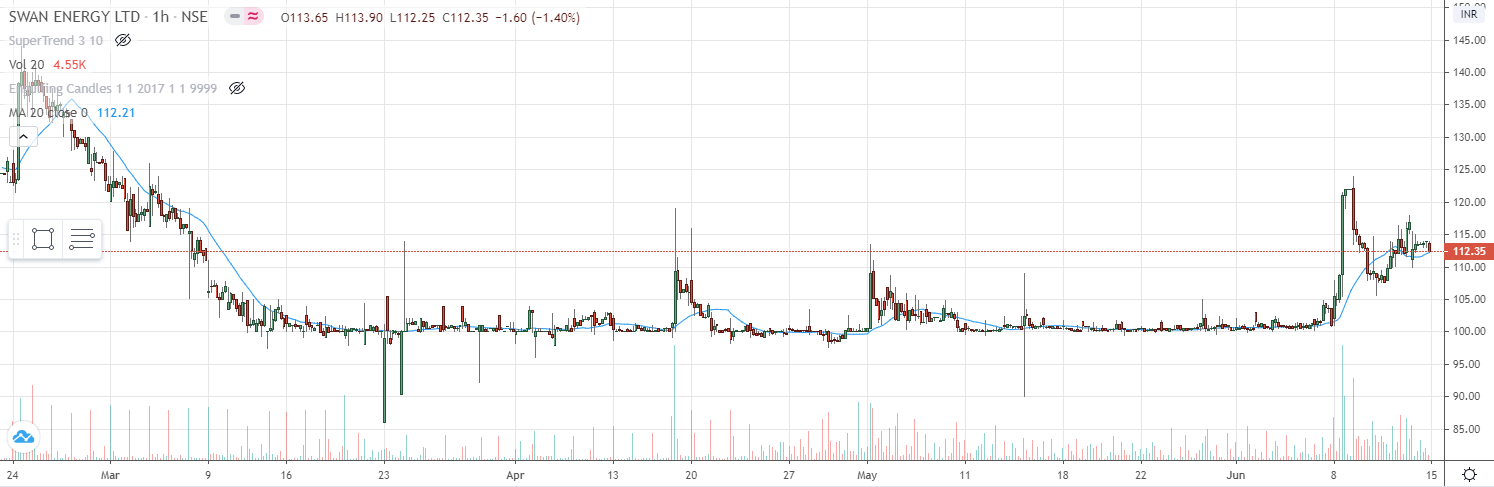 SWAN ENERGY LTD · 1h · NSE O113.65 H113.90 L112.25 C112.35 −1.60 (−1.40%)
SuperTrend 3 10
Vol 20 4.55K
Engulfing Candles 1 1 2017 1 1 9999
MA 20 close 0 112.21
INR
150.00
145.00
140.00
135.00
130.00
125.00
120.00
115.00
112.35
110.00
105.00
100.00
95.00
90.00
85.00
24 Mar 9 16 23 Apr 13 20 27 May 11 18 22 Jun 8 15